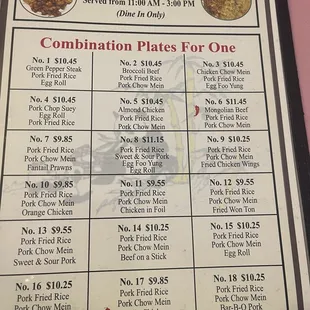 Served from 11:00 AM - 3:00 PM
(Dine In Only)
Combination Plates For One
No. 1 $10.45
Green Pepper Steak
Pork Fried Rice
Egg Roll
No. 2 $10.45
Broccoli Beef
Pork Fried Rice
Pork Chow Mein
No. 3 $10.45
Chicken Chow Mein
Pork Fried Rice
Egg Foo Yung
No. 4 $10.45
Pork Chop Suey
Pork Fried Rice
Egg Roll
No. 5 $10.45
Almond Chicken
Pork Fried Rice
Pork Chow Mein
No. 6 $11.45
Mongolian Beef
Pork Fried Rice
Pork Chow Mein
No. 7 $9.85
Pork Fried Rice
Pork Chow Mein
Fantail Prawns
No. 8 $11.15
Pork Fried Rice
Sweet & Sour Pork
Egg Foo Yung
Egg Roll
No. 9 $10.25
Pork Fried Rice
Pork Chow Mein
Fried Chicken Wings
No. 10 $9.85
Pork Fried Rice
Pork Chow Mein
Orange Chicken
No. 11 $9.55
Pork Fried Rice
Pork Chow Mein
Chicken in Foil
No. 12 $9.55
Pork Fried Rice
Pork Chow Mein
Fried Won Ton
No. 13 $9.55
Pork Fried Rice
Pork Chow Mein
Sweet & Sour Pork
No. 14 $10.25
Pork Fried Rice
Pork Chow Mein
Beef on a Stick
No. 15 $10.25
Pork Fried Rice
Pork Chow Mein
Egg Roll
No. 16 $10.25
Pork Fried Rice
Pork Chow Mein
No. 17 $9.85
Pork Fried Rice
Pork Chow Mein
No. 18 $10.25
Pork Fried Rice
Pork Chow Mein
Bar-B-Q Pork